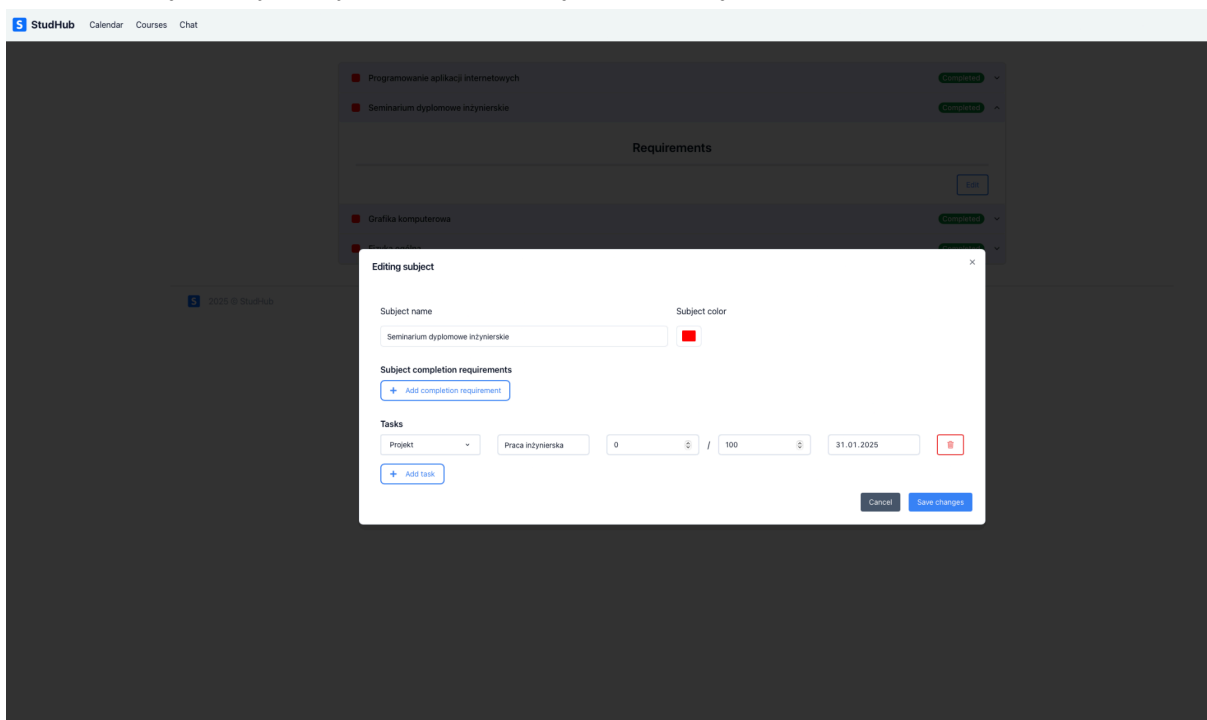 StudHub Calendar Courses Chat
Programowanie aplikacji internetowych Completed
Seminarium dyplomowe inżynierskie Completed
Requirements
Edit
Grafika komputerowa Completed
Editing subject
2025 © StudHub
Subject name Subject color
Seminarium dyplomowe inżynierskie
Subject completion requirements
+ Add completion requirement
Tasks
Projekt Praca inżynierska 0 / 100 31.01.2025
+ Add task
Cancel Save changes